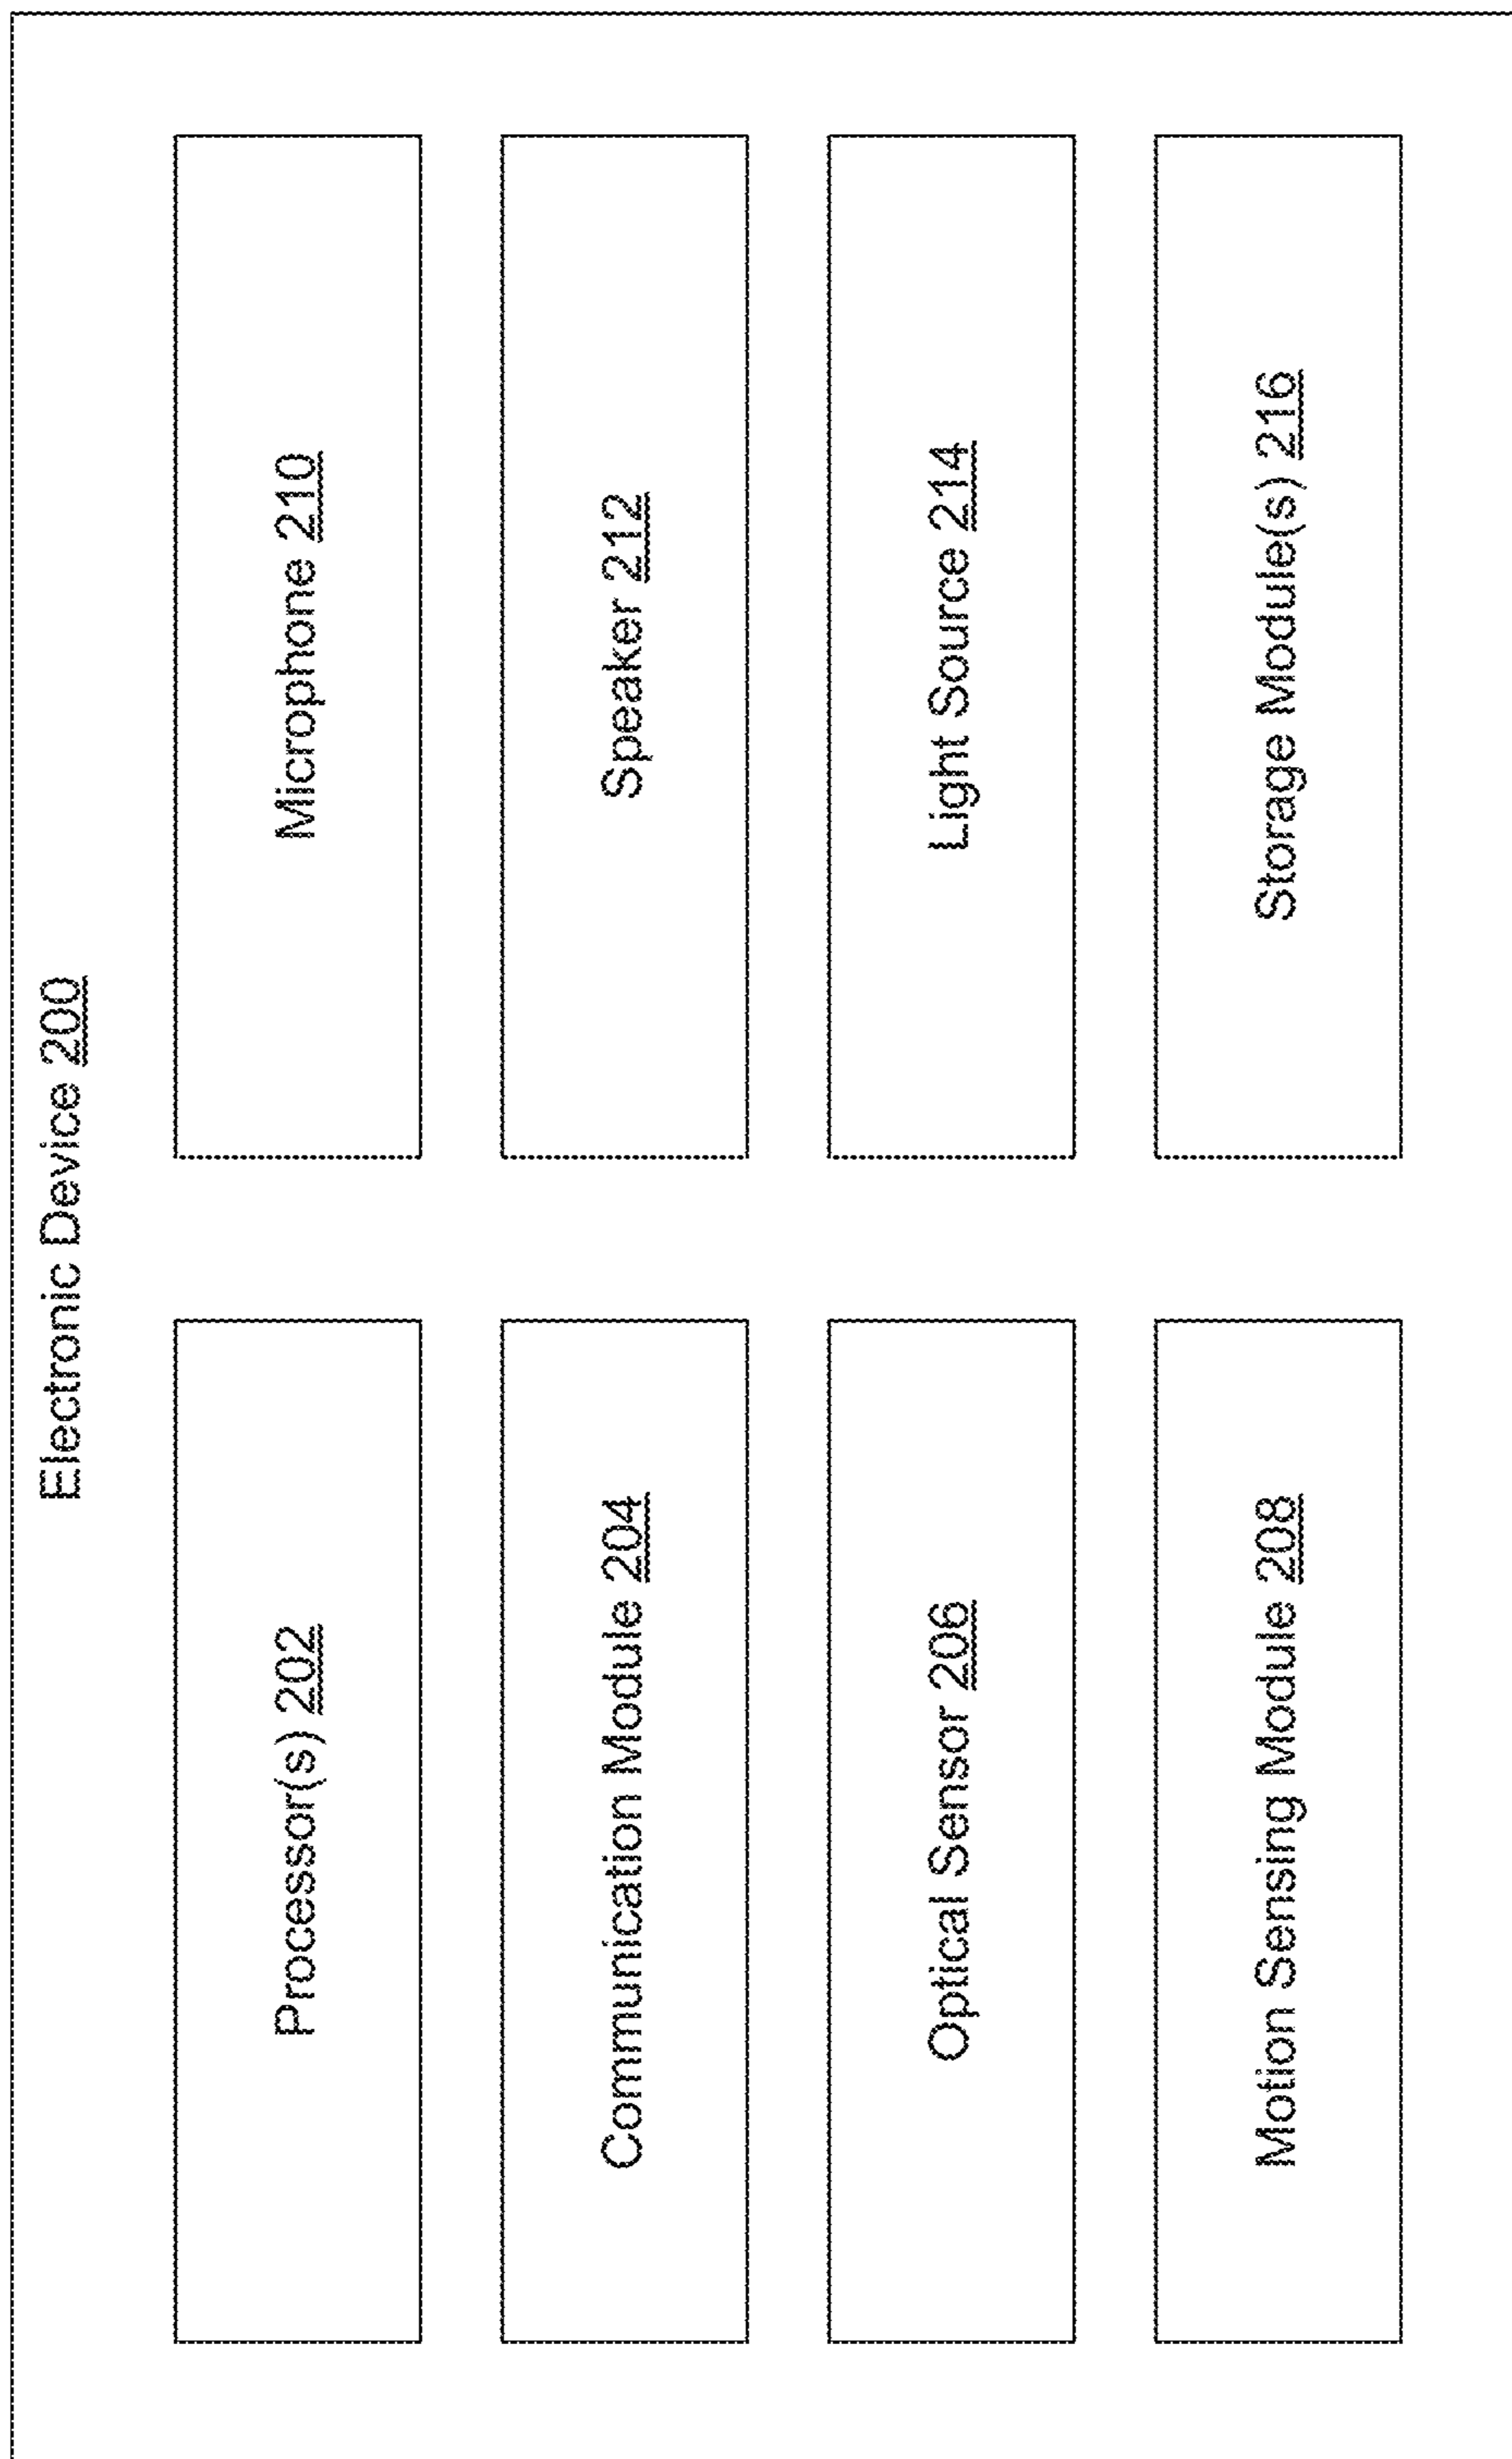 Electronic Device 200
Processor(s) 202
Communication Module 204
Optical Sensor 206
Motion Sensing Module 208
Microphone 210
Speaker 212
Light Source 214
Storage Module(s) 216